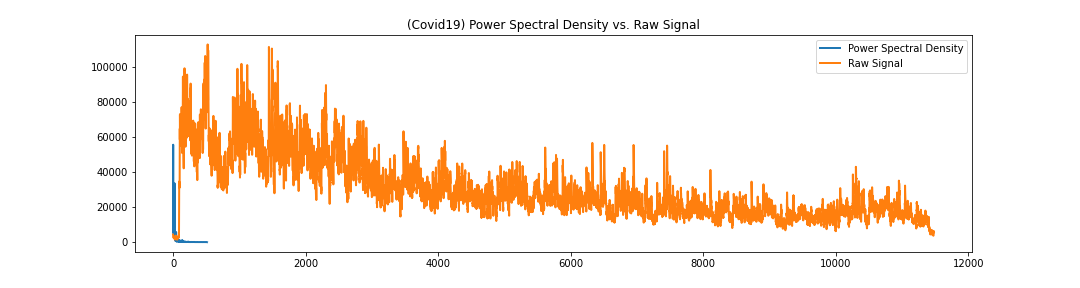 (Covid19) Power Spectral Density vs. Raw Signal
Power Spectral Density
Raw Signal
100000
80000
60000
40000
20000
0
0 2000 4000 6000 8000 10000 12000